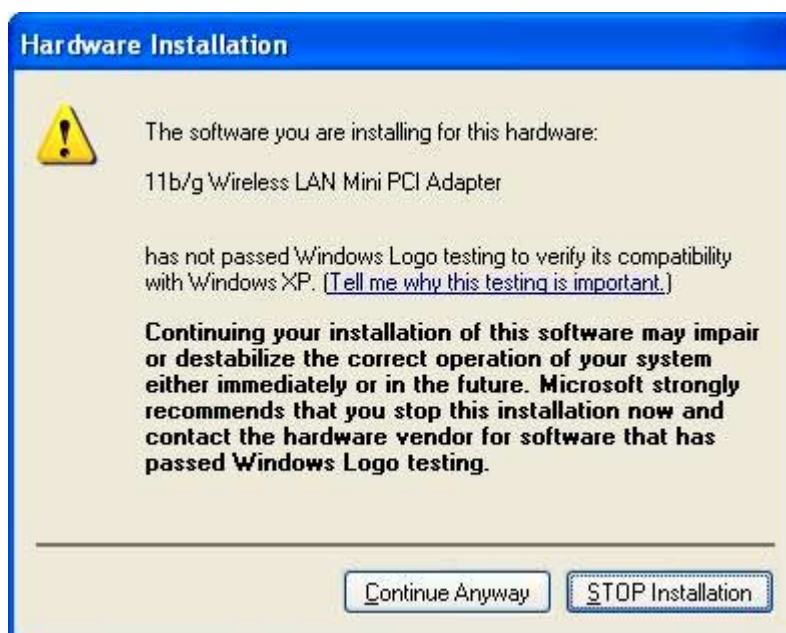 Hardware Installation
The software you are installing for this hardware:
11b/g Wireless LAN Mini PCI Adapter
has not passed Windows Logo testing to verify its compatibility
with Windows XP. (Tell me why this testing is important.)
Continuing your installation of this software may impair
or destabilize the correct operation of your system
either immediately or in the future. Microsoft strongly
recommends that you stop this installation now and
contact the hardware vendor for software that has
passed Windows Logo testing.
Continue Anyway
STOP Installation